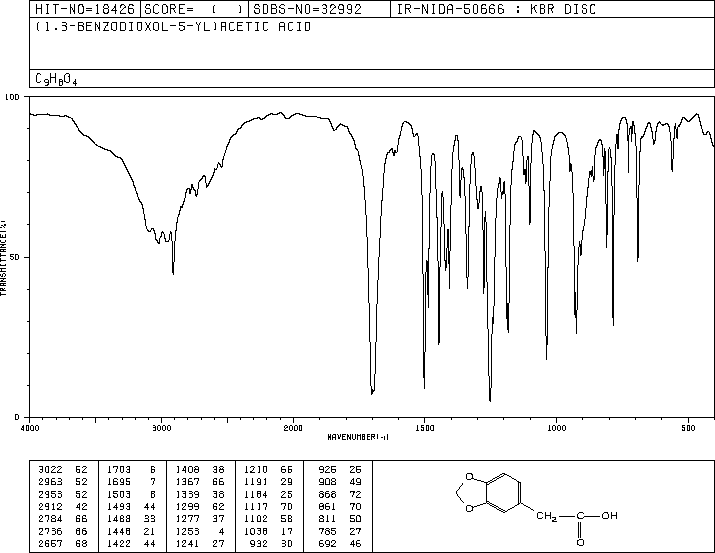 HIT-NO=18426 SCORE= ( ) SDBS-NO=32992 IR-NIDA-50666 : KBR DISC
(1,3-BENZODIOXOL-5-YL)ACETIC ACID
C9H8O4
100
50
0
TRANSMITTANCE(%)
4000 3000 2000 1500 1000 500
WAVENUMBER(-1)
3022 52 1703 6 1408 38 1210 66 926 25
2963 52 1695 7 1367 66 1191 29 908 49
2953 52 1503 8 1339 38 1184 25 868 72
2912 42 1493 44 1299 62 1117 70 861 70
2784 66 1488 33 1277 37 1102 58 811 50
2736 66 1448 21 1253 4 1038 17 785 27
2657 68 1422 44 1241 27 932 30 692 46
O
O
CH2 C OH
O